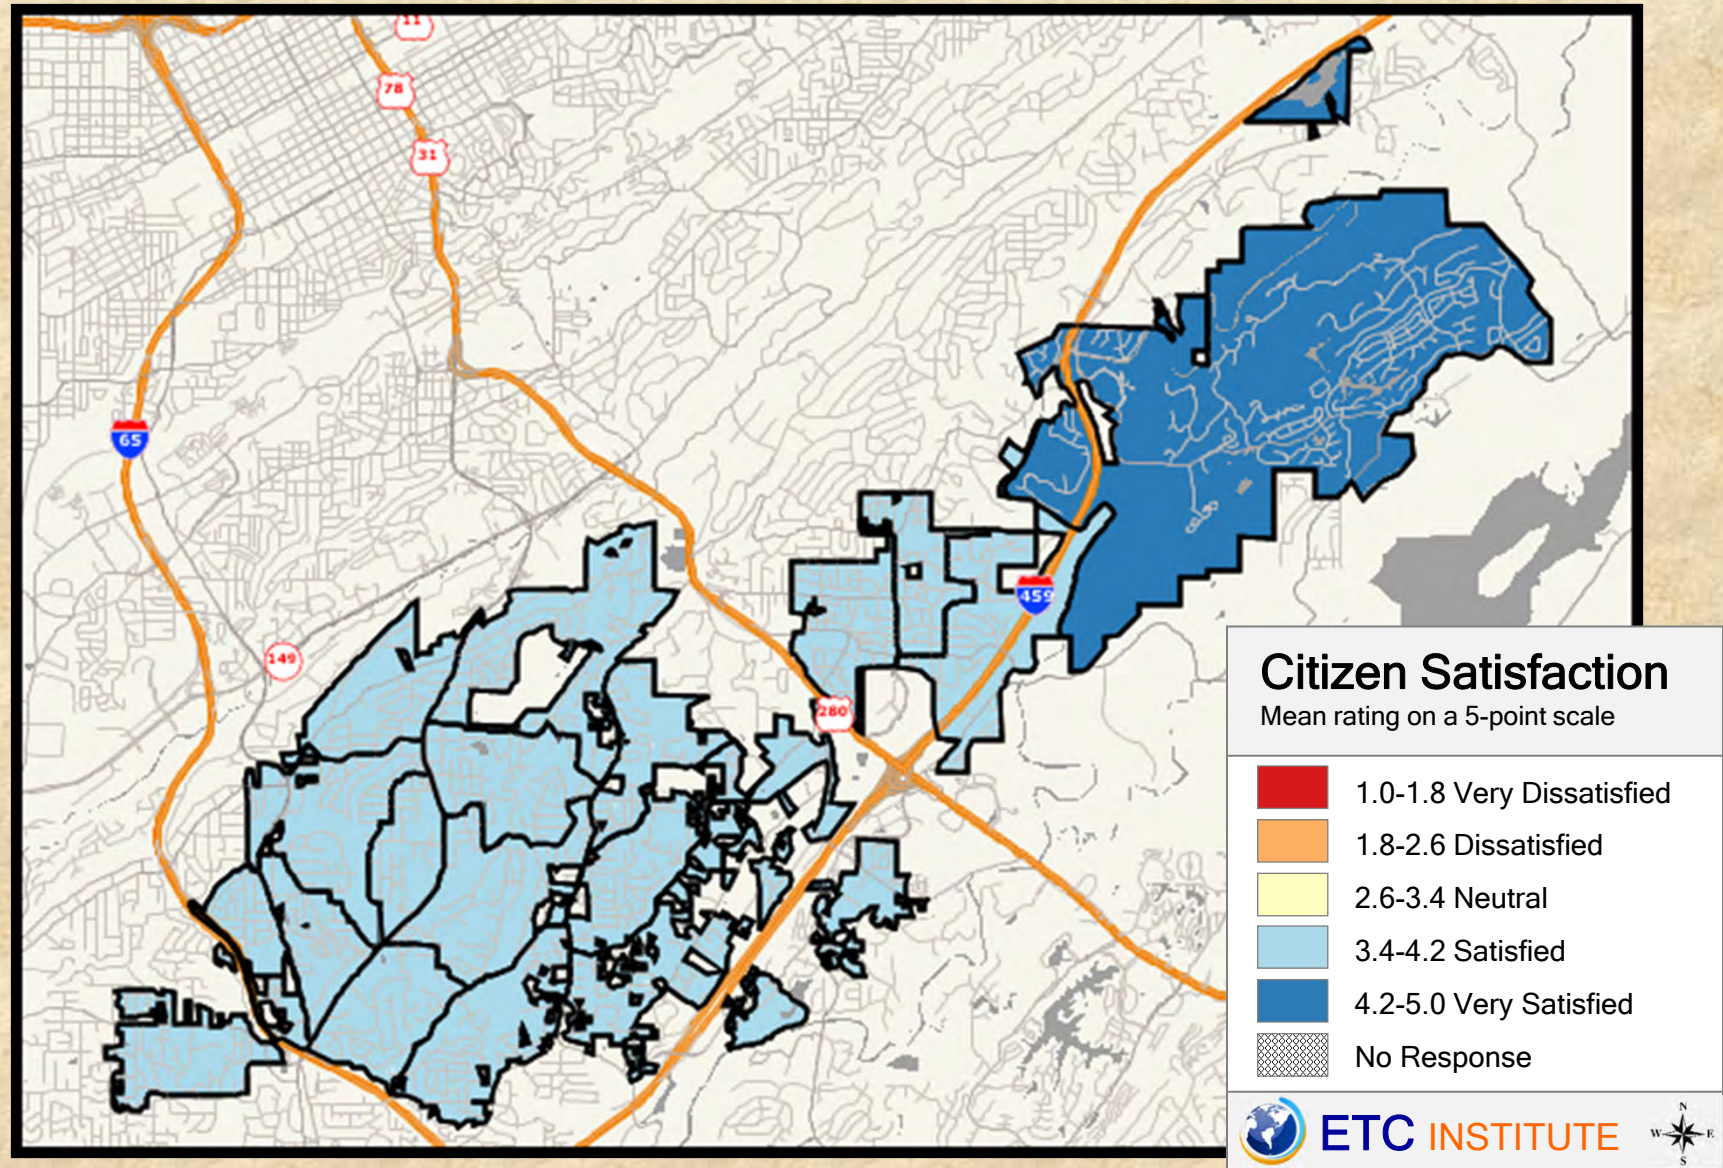 11
78
31
65
149
459
280
Citizen Satisfaction
Mean rating on a 5-point scale
1.0-1.8 Very Dissatisfied
1.8-2.6 Dissatisfied
2.6-3.4 Neutral
3.4-4.2 Satisfied
4.2-5.0 Very Satisfied
No Response
ETC INSTITUTE
N
W E
S